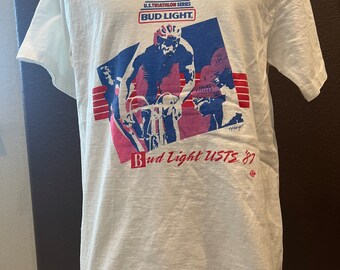 U.S. TRIATHLON SERIES
BUD LIGHT.
Bud Light USTS '87